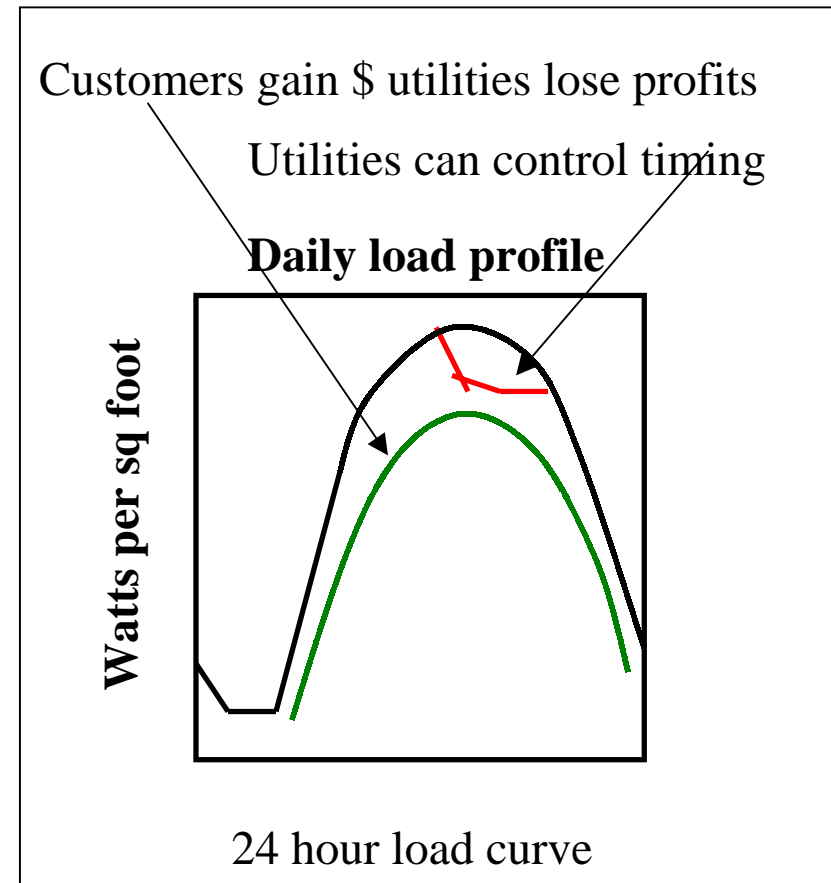 Customers gain $ utilities lose profits
Utilities can control timing
Daily load profile
Watts per sq foot
24 hour load curve